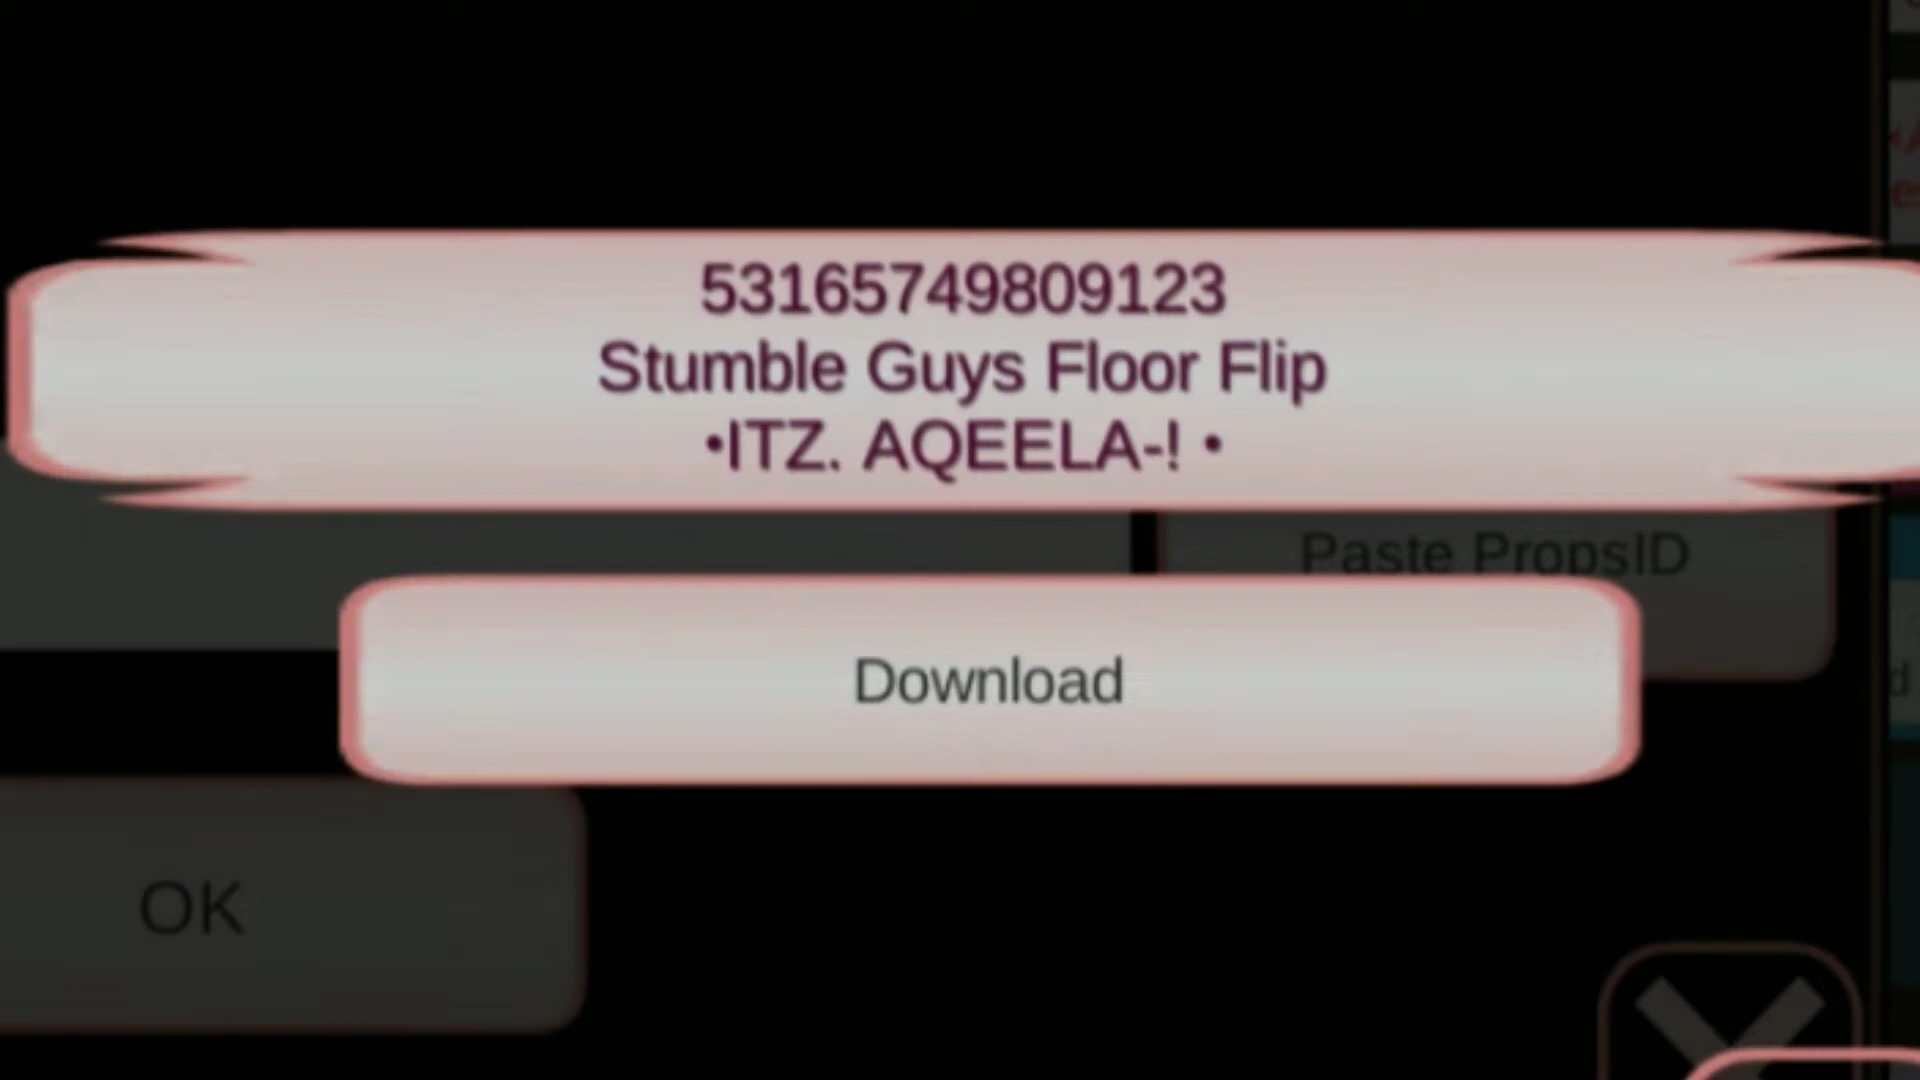 53165749809123
Stumble Guys Floor Flip
•ITZ. AQEELA-! •
Paste PropsID
Download
OK